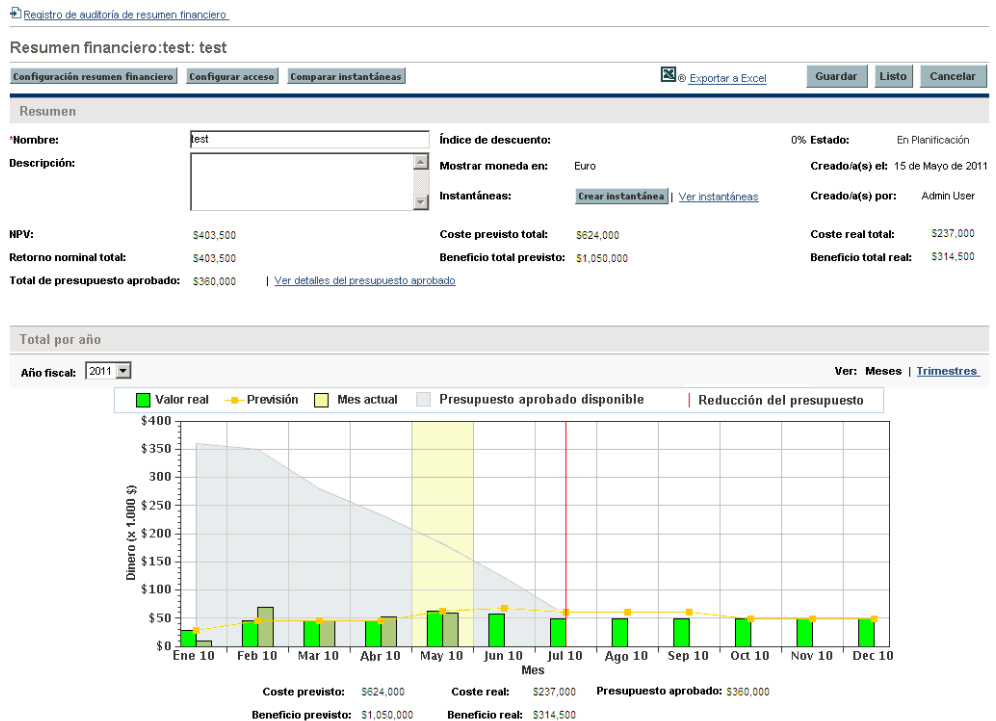 Registro de auditoría de resumen financiero
Resumen financiero:test: test
Configuración resumen financiero Configurar acceso Comparar instantáneas ® Exportar a Excel Guardar Listo Cancelar
Resumen
*Nombre: test Índice de descuento: 0% Estado: En Planificación
Descripción: Mostrar moneda en: Euro Creado/a(s) el: 15 de Mayo de 2011
Instantáneas: Crear instantánea | Ver instantáneas Creado/a(s) por: Admin User
NPV: $403,500 Coste previsto total: $624,000 Coste real total: $237,000
Retorno nominal total: $403,500 Beneficio total previsto: $1,050,000 Beneficio total real: $314,500
Total de presupuesto aprobado: $360,000 | Ver detalles del presupuesto aprobado
Total por año
Año fiscal: 2011 Ver: Meses | Trimestres
Valor real Previsión Mes actual Presupuesto aprobado disponible Reducción del presupuesto
$400
$350
300
$250
$200
$150
$100
$50
$0
Dinero (x 1.000 $)
Ene 10 Feb 10 Mar 10 Abr 10 May 10 Jun 10 Jul 10 Ago 10 Sep 10 Oct 10 Nov 10 Dec 10
Mes
Coste previsto: $624,000 Coste real: $237,000 Presupuesto aprobado: $360,000
Beneficio previsto: $1,050,000 Beneficio real: $314,500